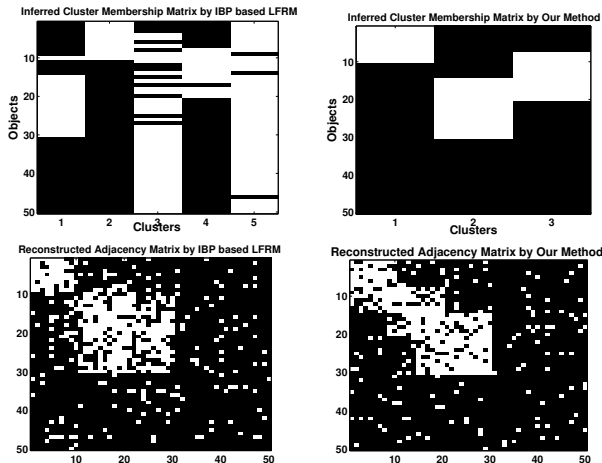 Inferred Cluster Membership Matrix by IBP based LFRM
Objects
10
20
30
40
50
1 2 3 4 5
Clusters
Inferred Cluster Membership Matrix by Our Method
10
20
30
40
50
1 2 3
Clusters
Reconstructed Adjacency Matrix by IBP based LFRM
10
20
30
40
50
10 20 30 40 50
Reconstructed Adjacency Matrix by Our Method
10
20
30
40
50
10 20 30 40 50